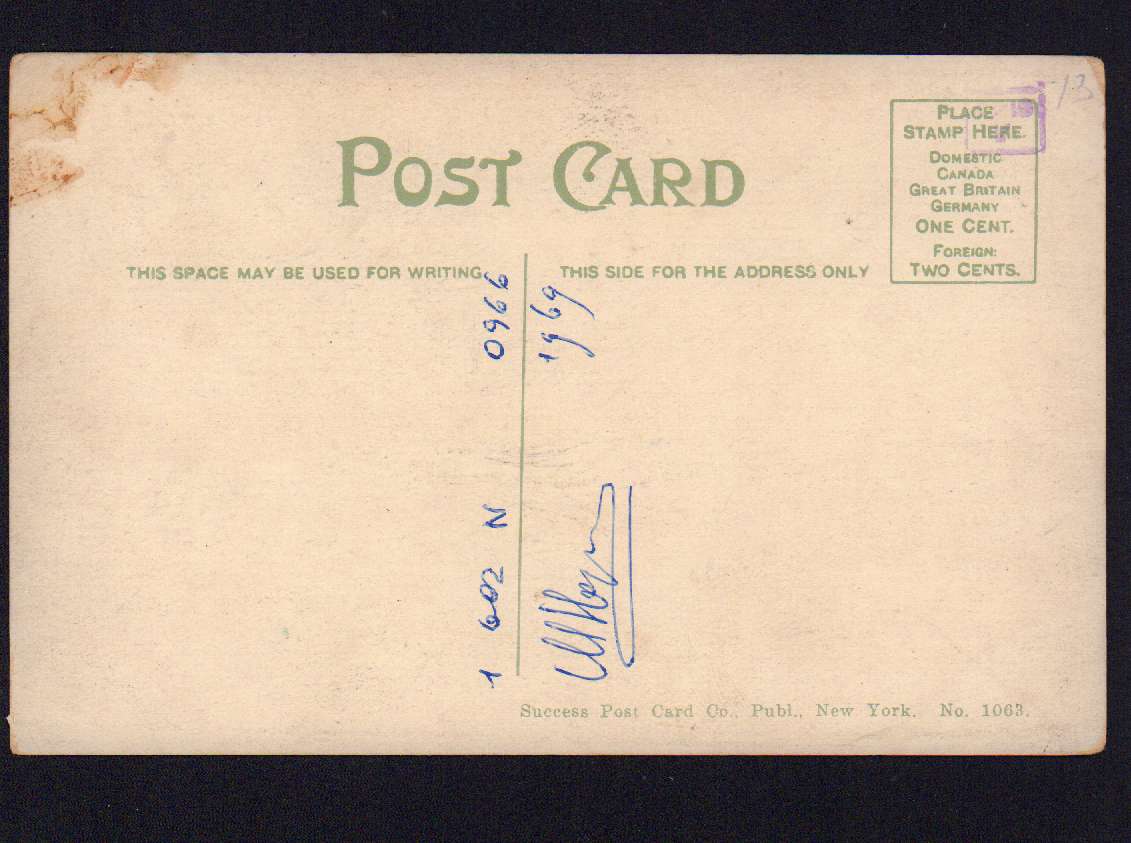 13
PLACE
STAMP HERE.
DOMESTIC
CANADA
GREAT BRITAIN
GERMANY
ONE CENT.
FOREIGN:
TWO CENTS.
POST CARD
THIS SPACE MAY BE USED FOR WRITING
THIS SIDE FOR THE ADDRESS ONLY
1 602 N 0966
1969
Success Post Card Co., Publ., New York. No. 1063.